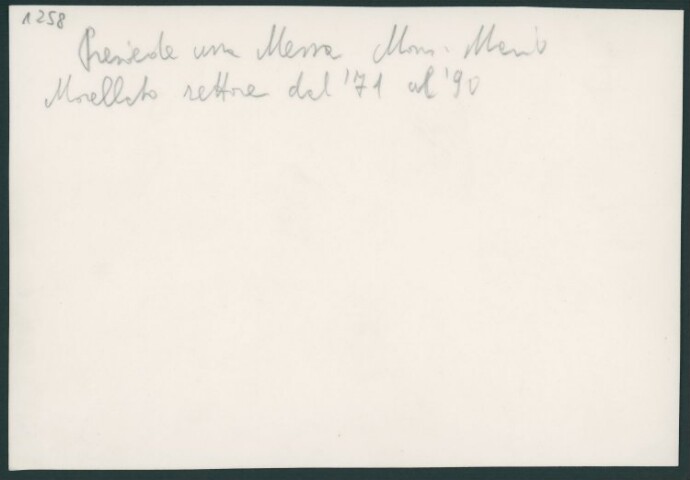 1258
Presiede una Messa Mons. Mario
Morellato rettore dal '71 al '90